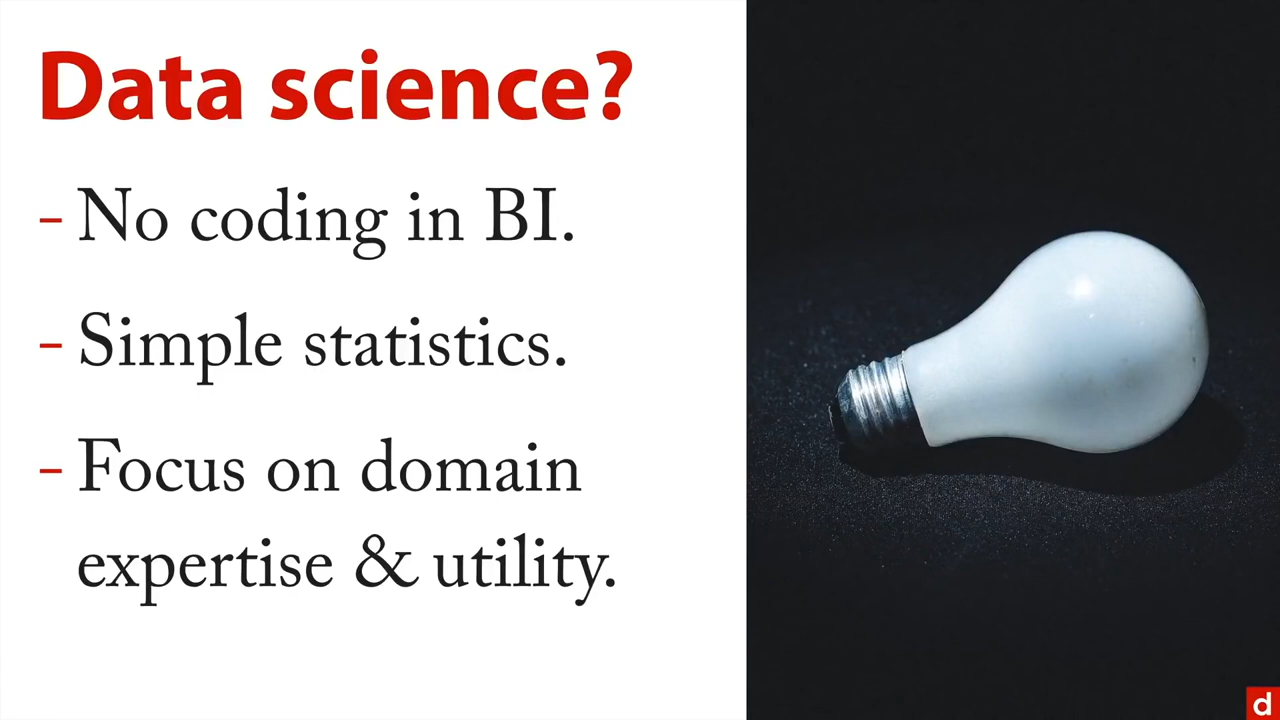 Data science?
- No coding in BI.
- Simple statistics.
- Focus on domain
expertise & utility.
d